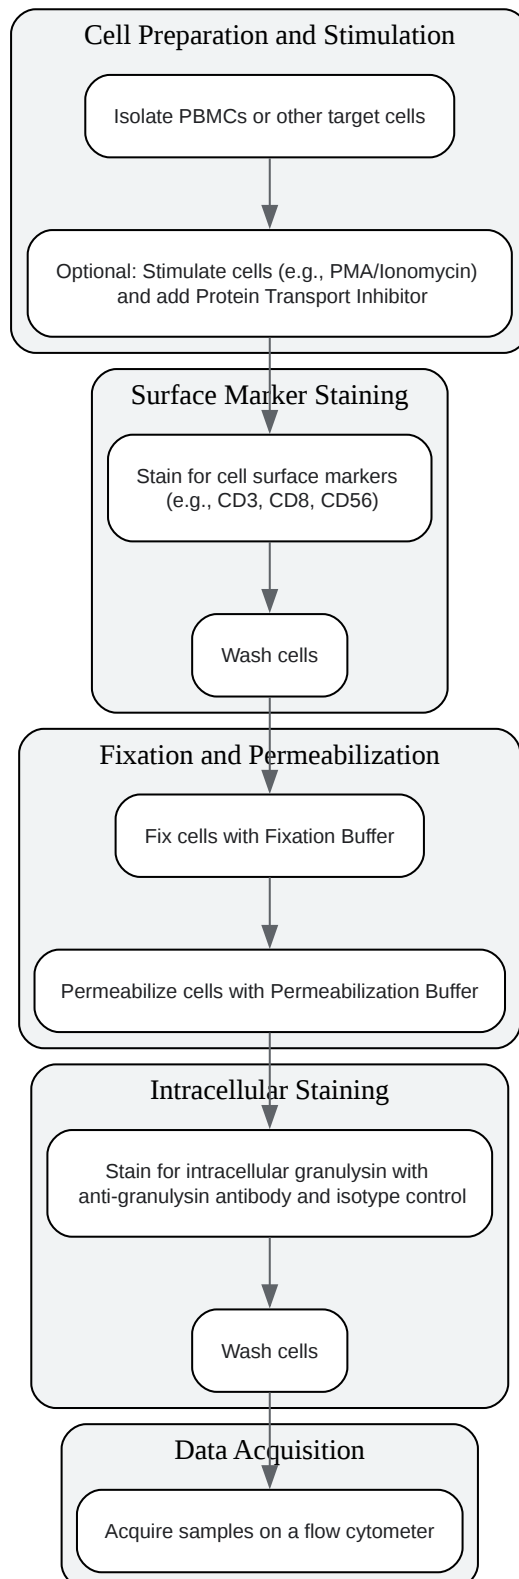 Cell Preparation and Stimulation
Isolate PBMCs or other target cells
Optional: Stimulate cells (e.g., PMA/Ionomycin)
and add Protein Transport Inhibitor
Surface Marker Staining
Stain for cell surface markers
(e.g., CD3, CD8, CD56)
Wash cells
Fixation and Permeabilization
Fix cells with Fixation Buffer
Permeabilize cells with Permeabilization Buffer
Intracellular Staining
Stain for intracellular granulysin with
anti-granulysin antibody and isotype control
Wash cells
Data Acquisition
Acquire samples on a flow cytometer